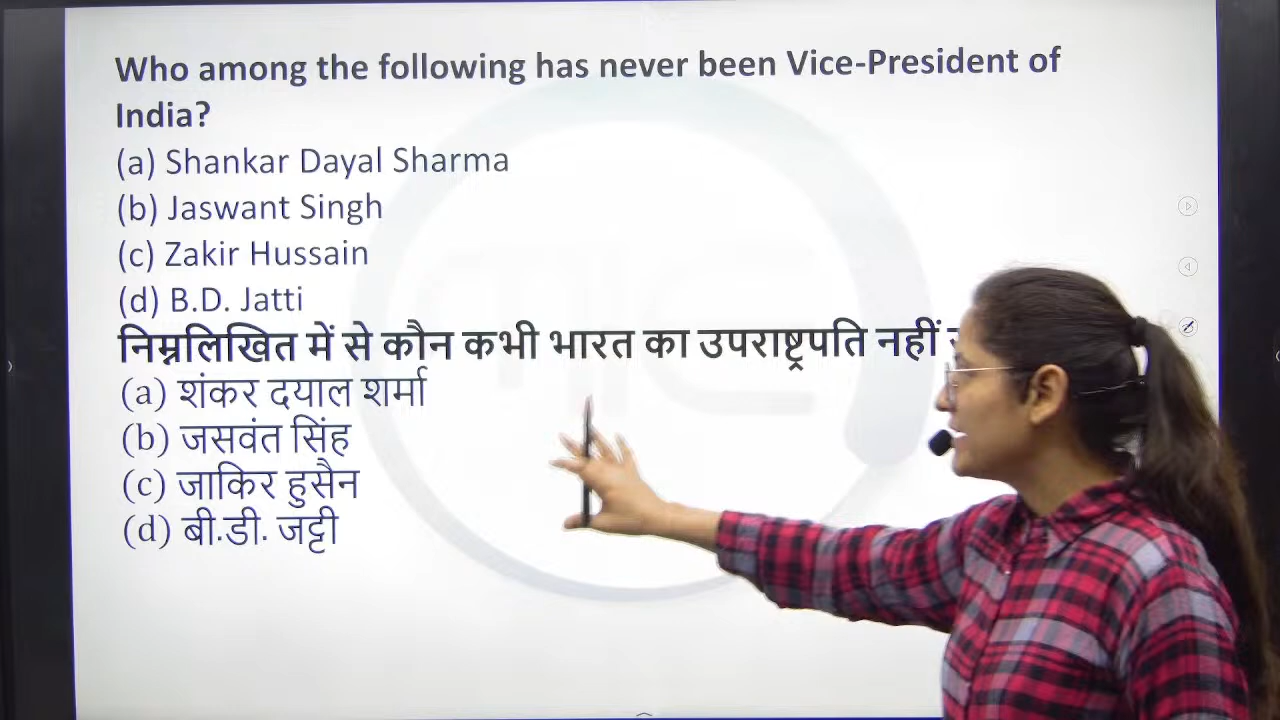 Who among the following has never been Vice-President of
India?
(a) Shankar Dayal Sharma
(b) Jaswant Singh
(c) Zakir Hussain
(d) B.D. Jatti
निम्नलिखित में से कौन कभी भारत का उपराष्ट्रपति नहीं
(a) शंकर दयाल शर्मा
(b) जसवंत सिंह
(c) जाकिर हुसैन
(d) बी.डी. जट्टी